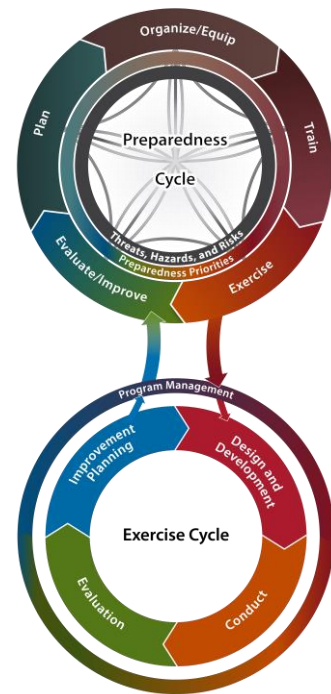 Organize/Equip
Plan
Train
Preparedness
Cycle
Threats, Hazards, and Risks
Preparedness Priorities
Evaluate/Improve
Exercise
Program Management
Improvement
Planning
Design and
Development
Exercise Cycle
Evaluation
Conduct